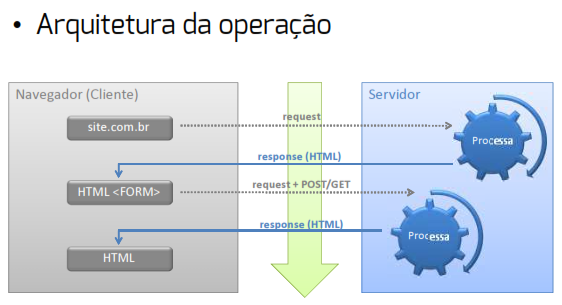 • Arquitetura da operação
Navegador (Cliente)
Servidor
site.com.br
request
Processa
response (HTML)
HTML <FORM>
request + POST/GET
response (HTML)
Processa
HTML